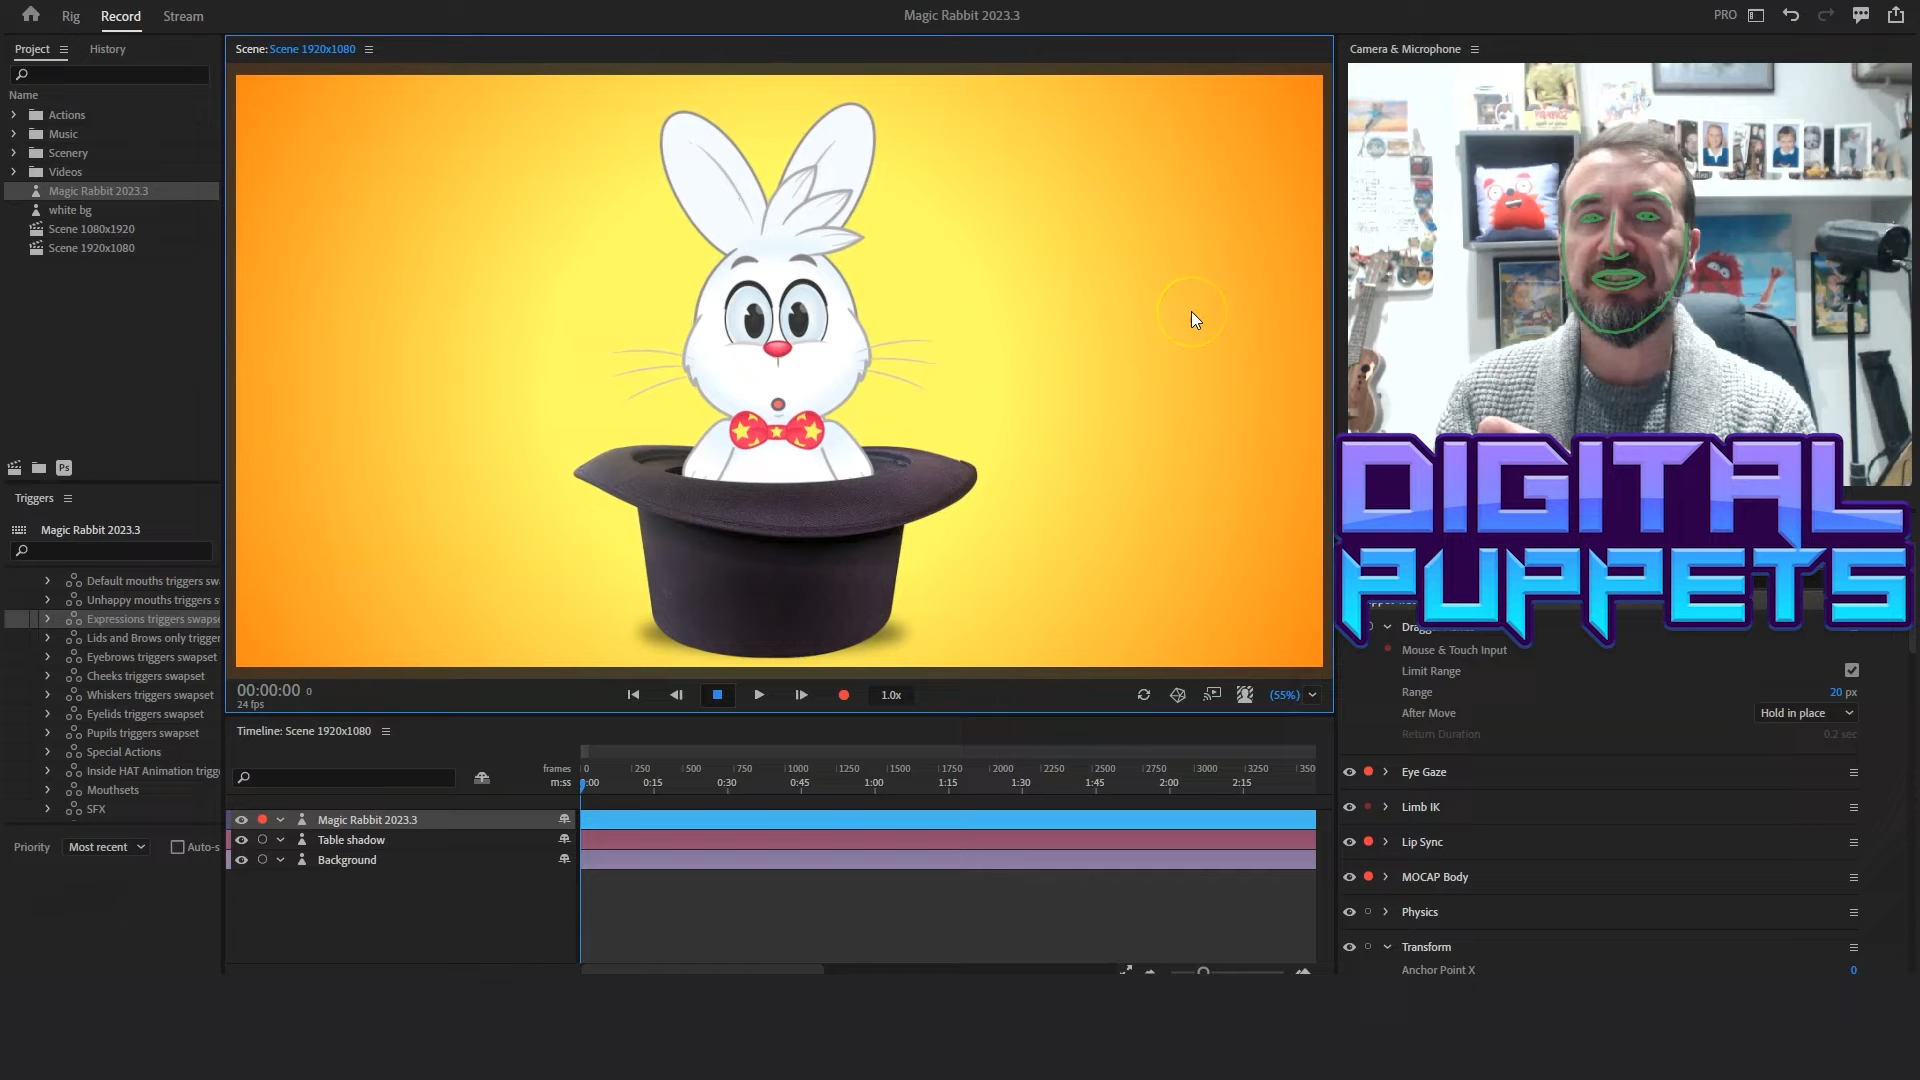 Rig
Record
Stream
Magic Rabbit 2023.3
PRO
Project
History
Name
Actions
Music
Scenery
Videos
Magic Rabbit 2023.3
white bg
Scene 1080x1920
Scene 1920x1080
Ps
Scene: Scene 1920x1080
Camera & Microphone
DIGITAL
PUPPETS
Triggers
Magic Rabbit 2023.3
Default mouths triggers swa
Unhappy mouths triggers s
Expressions triggers swapse
Lids and Brows only trigger
Eyebrows triggers swapset
Cheeks triggers swapset
Whiskers triggers swapset
Eyelids triggers swapset
Pupils triggers swapset
Special Actions
Inside HAT Animation trigge
Mouthsets
SFX
Priority
Most recent
Auto-s
00:00:00 0
24 fps
1.0x
(55%)
Timeline: Scene 1920x1080
frames
0 250 500 750 1000 1250 1500 1750 2000 2250 2500 2750 3000 3250 350
m:ss
:00 0:15 0:30 0:45 1:00 1:15 1:30 1:45 2:00 2:15
Magic Rabbit 2023.3
Table shadow
Background
Mouse & Touch Input
Limit Range
Range
20 px
After Move
Hold in place
Return Duration
0.2 sec
Eye Gaze
Limb IK
Lip Sync
MOCAP Body
Physics
Transform
Anchor Point X
0